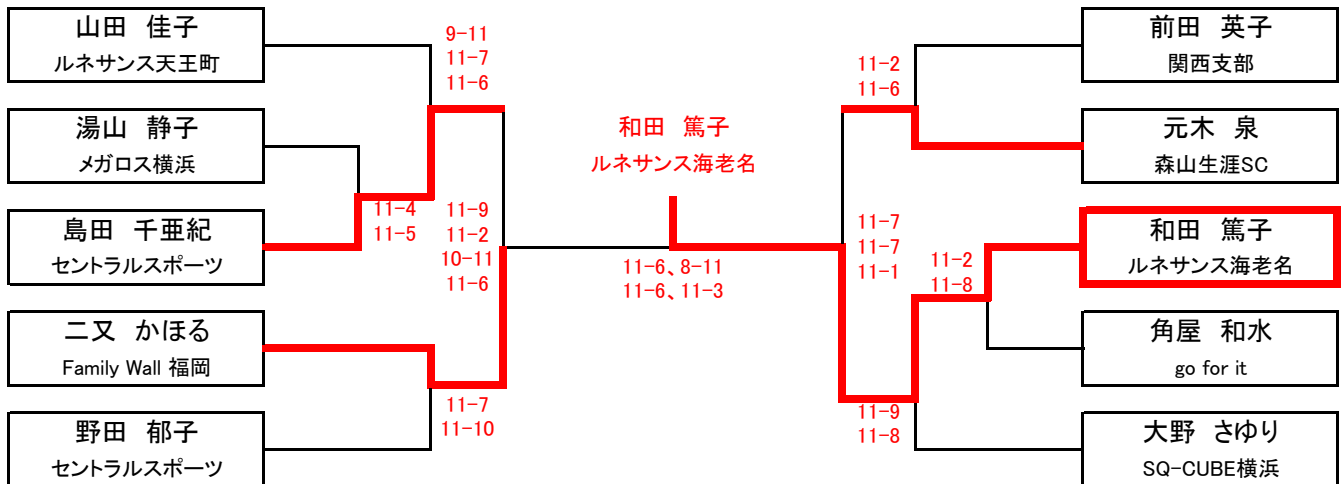 山田　佳子
ルネサンス天王町
湯山　静子
メガロス横浜
島田　千亜紀
セントラルスポーツ
二又　かほる
Family Wall 福岡
野田　郁子
セントラルスポーツ
9-11
11-7
11-6
11-4
11-5
11-9
11-2
10-11
11-6
11-7
11-10
和田　篤子
ルネサンス海老名
11-6、8-11
11-6、11-3
11-2
11-6
11-7
11-7
11-1
11-2
11-8
11-9
11-8
前田　英子
関西支部
元木　泉
森山生涯SC
和田　篤子
ルネサンス海老名
角屋　和水
go for it
大野　さゆり
SQ-CUBE横浜